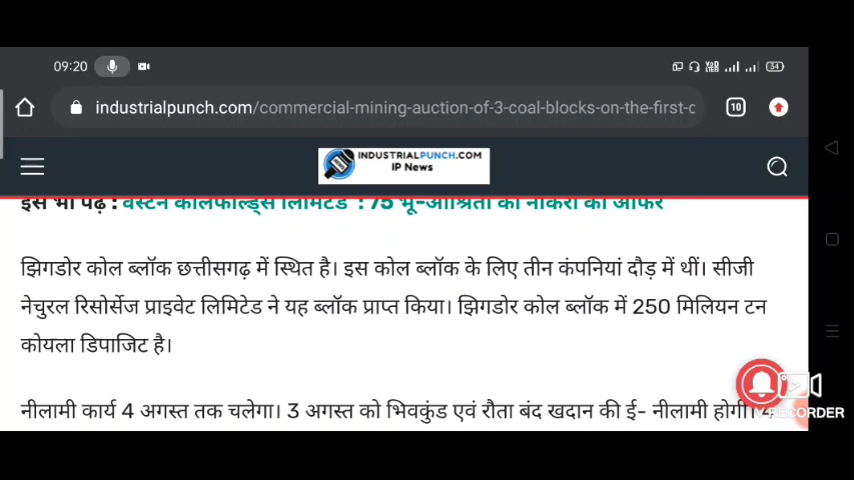 09:20
54
industrialpunch.com/commercial-mining-auction-of-3-coal-blocks-on-the-first-c
10
INDUSTRIALPUNCH.COM
IP News
इसे भी पढ़ें : वेस्टर्न कोलफील्ड्स लिमिटेड : 75 भू-आश्रितों को नौकरी का ऑफर
झिगडोर कोल ब्लॉक छत्तीसगढ़ में स्थित है। इस कोल ब्लॉक के लिए तीन कंपनियां दौड़ में थीं। सीजी
नेचुरल रिसोर्सेज प्राइवेट लिमिटेड ने यह ब्लॉक प्राप्त किया। झिगडोर कोल ब्लॉक में 250 मिलियन टन
कोयला डिपाजिट है।
नीलामी कार्य 4 अगस्त तक चलेगा। 3 अगस्त को भिवकुंड एवं रौता बंद खदान की ई- नीलामी होगी। 4
RECORDER